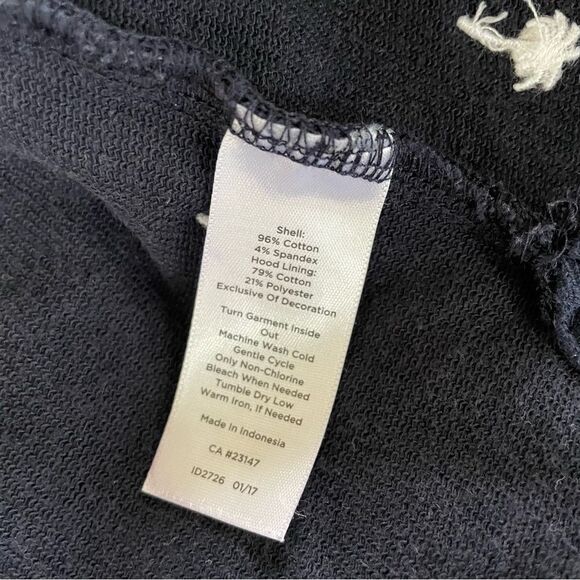 Shell:
96% Cotton
4% Spandex
Hood Lining:
79% Cotton
21% Polyester
Exclusive Of Decoration
Turn Garment Inside
Out
Machine Wash Cold
Gentle Cycle
Only Non-Chlorine
Bleach When Needed
Tumble Dry Low
Warm Iron, If Needed
Made in Indonesia
CA #23147
ID2726 01/17